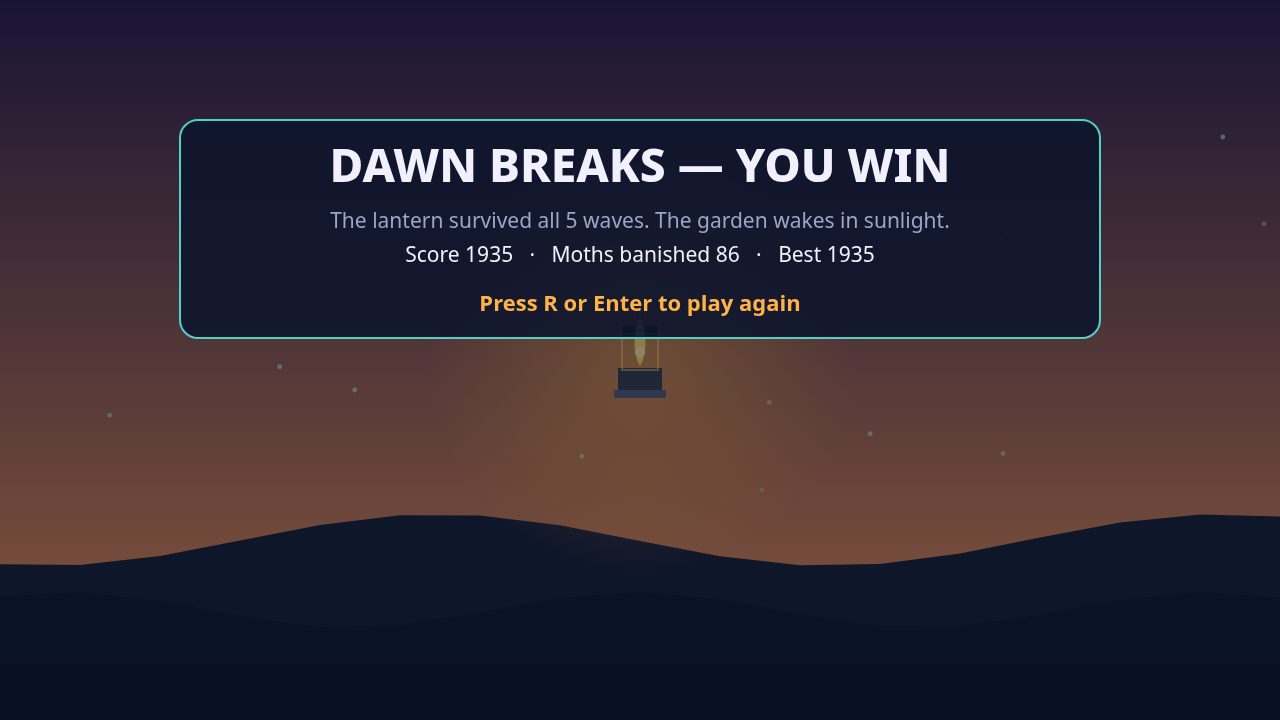 DAWN BREAKS — YOU WIN
The lantern survived all 5 waves. The garden wakes in sunlight.
Score 1935 · Moths banished 86 · Best 1935
Press R or Enter to play again